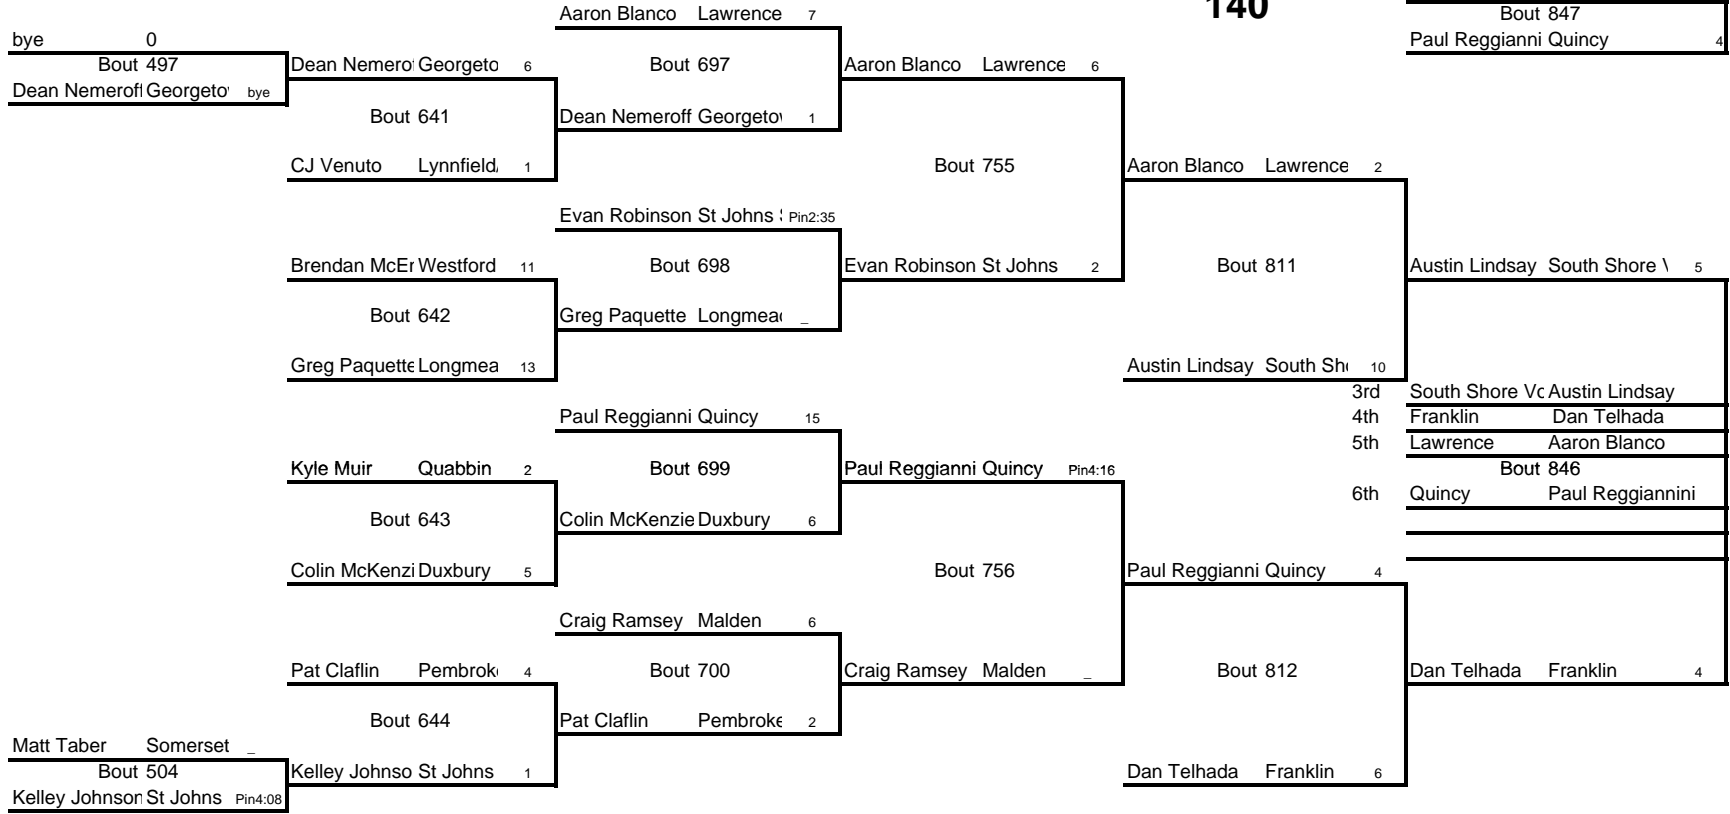 Aaron Blanco Lawrence 7
140
Bout 847
bye 0
Paul Reggianni Quincy 4
Bout 497
Dean Nemerof Georgeto 6
Bout 697
Aaron Blanco Lawrence 6
Dean Nemeroff Georgeto bye
Bout 641
Dean Nemeroff Georgeto 1
CJ Venuto Lynnfield 1
Bout 755
Aaron Blanco Lawrence 2
Evan Robinson St Johns Pin2:35
Brendan McEr Westford 11
Bout 698
Evan Robinson St Johns 2
Bout 811
Austin Lindsay South Shore \ 5
Bout 642
Greg Paquette Longmea _
Greg Paquette Longmea 13
Austin Lindsay South Sh 10
3rd South Shore Vc Austin Lindsay
4th Franklin Dan Telhada
Paul Reggianni Quincy 15
5th Lawrence Aaron Blanco
Kyle Muir Quabbin 2
Bout 699
Paul Reggianni Quincy Pin4:16
Bout 846
6th Quincy Paul Reggiannini
Bout 643
Colin McKenzie Duxbury 6
Colin McKenzi Duxbury 5
Bout 756
Paul Reggianni Quincy 4
Craig Ramsey Malden 6
Pat Claflin Pembrok 4
Bout 700
Craig Ramsey Malden _
Bout 812
Dan Telhada Franklin 4
Bout 644
Pat Claflin Pembroke 2
Matt Taber Somerset _
Bout 504
Kelley Johnso St Johns 1
Dan Telhada Franklin 6
Kelley Johnson St Johns Pin4:08